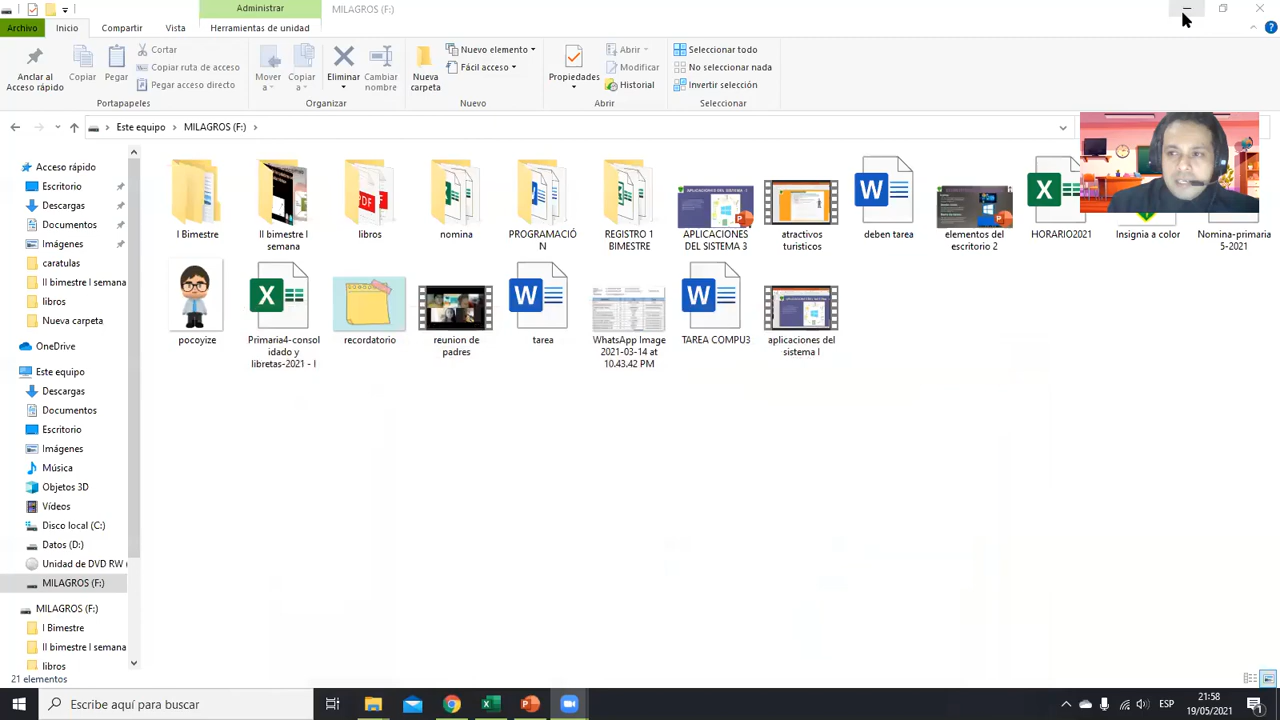 Administrar
MILAGROS (F:)
Archivo
Inicio
Compartir
Vista
Herramientas de unidad
Anclar al
Acceso rápido
Copiar
Pegar
Cortar
Copiar ruta de acceso
Pegar acceso directo
Portapapeles
Mover
a
Copiar
a
Eliminar
Cambiar
nombre
Organizar
Nueva
carpeta
Nuevo elemento
Fácil acceso
Nuevo
Propiedades
Abrir
Modificar
Historial
Abrir
Seleccionar todo
No seleccionar nada
Invertir selección
Seleccionar
Este equipo
MILAGROS (F:)
Acceso rápido
Escritorio
Descargas
Documentos
Imágenes
caratulas
II bimestre I semana
libros
Nueva carpeta
OneDrive
Este equipo
Descargas
Documentos
Escritorio
Imágenes
Música
Objetos 3D
Vídeos
Disco local (C:)
Datos (D:)
Unidad de DVD RW (
MILAGROS (F:)
MILAGROS (F:)
I Bimestre
II bimestre I semana
libros
I Bimestre
II bimestre I
semana
libros
nomina
PROGRAMACIÓ
N
REGISTRO 1
BIMESTRE
APLICACIONES
DEL SISTEMA 3
atractivos
turisticos
deben tarea
elementos del
escritorio 2
HORARIO2021
Insignia a color
Nomina-primaria
5-2021
pocoyize
Primaria4-consol
idado y
libretas-2021 - I
recordatorio
reunion de
padres
tarea
WhatsApp Image
2021-03-14 at
10.43.42 PM
TAREA COMPU3
aplicaciones del
sistema I
21 elementos
Escribe aquí para buscar
ESP
21:58
19/05/2021